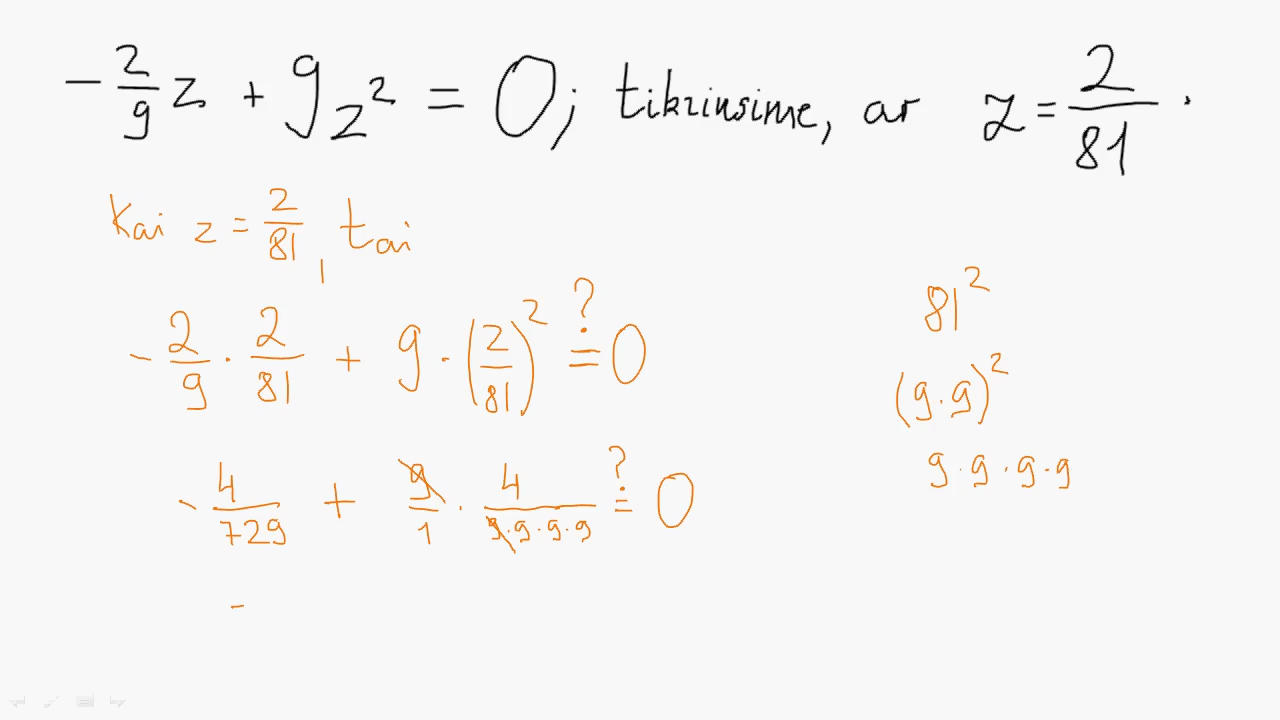 -2/9 z + 9z² = 0; tikrinsime, ar z = 2/81.
Kai z = 2/81, tai
-2/9 · 2/81 + 9 · (2/81)² ?= 0
81²
(9·9)²
9·9·9·9
-4/729 + 9/1 · 4/(9·9·9·9) ?= 0
-